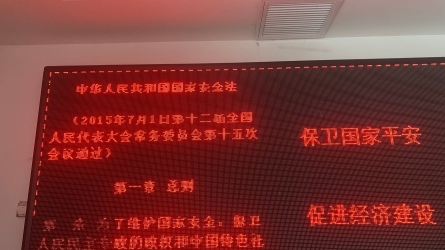 中华人民共和国国家安全法
（2015年7月1日第十二届全国
人民代表大会常务委员会第十五次
会议通过）
第一章 总则
第 条 为了维护国家安全，保卫
人民民主专政的政权和中国特色社
保卫国家平安
促进经济建设